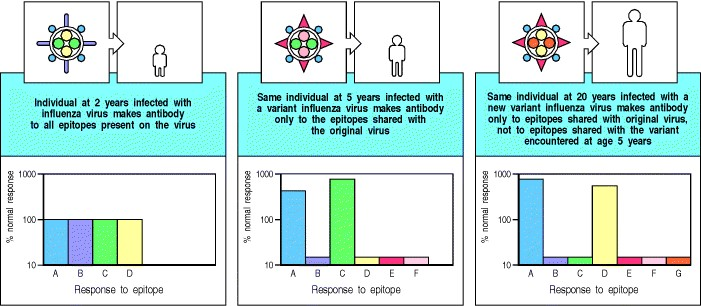 Individual at 2 years infected with
influenza virus makes antibody
to all epitopes present on the virus
% normal response
1000
100
10
A B C D
Response to epitope
Same individual at 5 years infected with
a variant influenza virus makes antibody
only to the epitopes shared with
the original virus
% normal response
1000
100
10
A B C D E F
Response to epitope
Same individual at 20 years infected with a
new variant influenza virus makes antibody
only to epitopes shared with original virus,
not to epitopes shared with the variant
encountered at age 5 years
% normal response
1000
100
10
A B C D E F G
Response to epitope